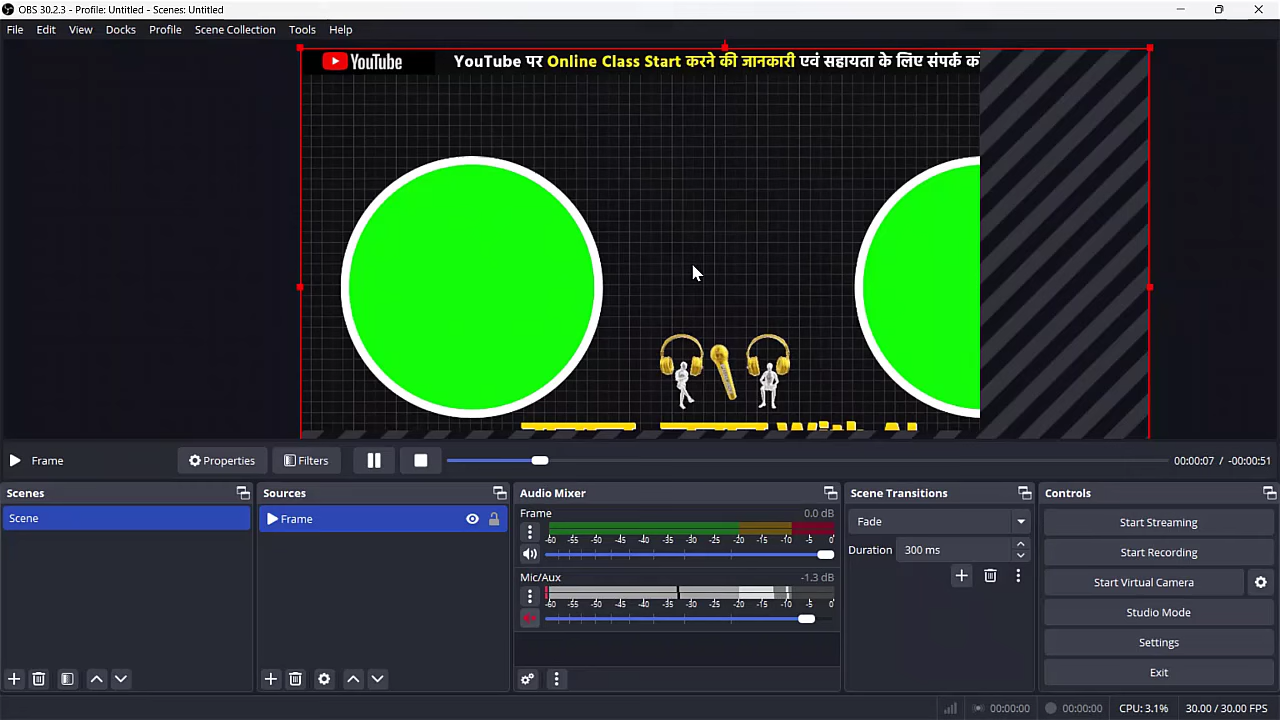 OBS 30.2.3 - Profile: Untitled - Scenes: Untitled
File Edit View Docks Profile Scene Collection Tools Help
YouTube YouTube पर Online Class Start करने की जानकारी एवं सहायता के लिए संपर्क
Frame Properties Filters 00:00:07 / -00:00:51
Scenes
Scene
Sources
Frame
Audio Mixer
Frame 0.0 dB
-60 -55 -50 -45 -40 -35 -30 -25 -20 -15 -10 -5 0
Mic/Aux -1.3 dB
-60 -55 -50 -45 -40 -35 -30 -25 -20 -15 -10 -5 0
Scene Transitions
Fade
Duration 300 ms
Controls
Start Streaming
Start Recording
Start Virtual Camera
Studio Mode
Settings
Exit
00:00:00 00:00:00 CPU: 3.1% 30.00 / 30.00 FPS